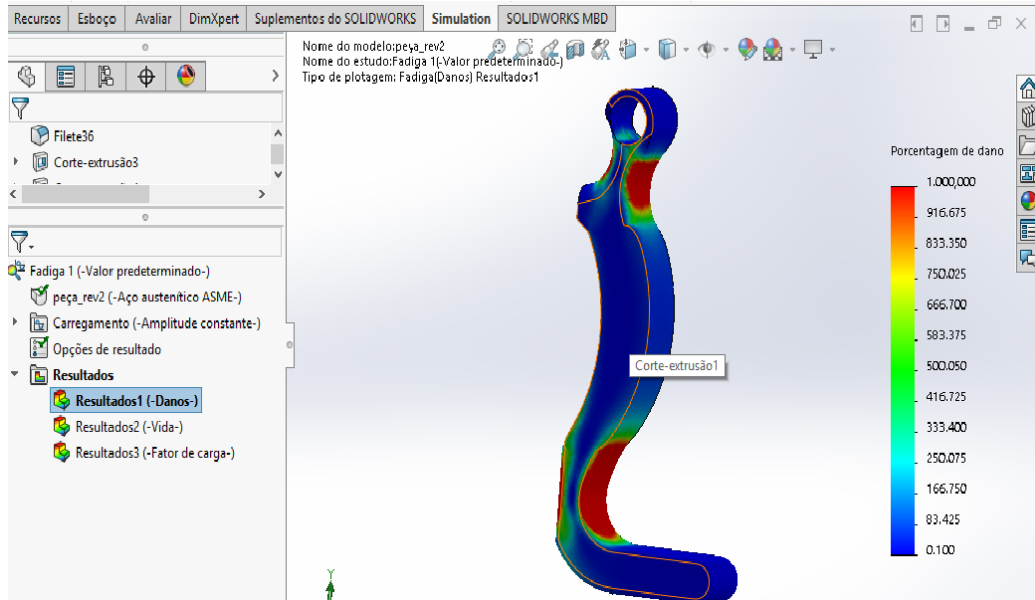 Recursos Esboço Avaliar DimXpert Suplementos do SOLIDWORKS Simulation SOLIDWORKS MBD
Nome do modelo:peya_rev2
Nome do estudo:Fadiga 1(-Valor predeterminado-)
Tipo de plotagem: Fadiga(Danos) Resultados1
Filete36
Corte-extrusão3
Fadiga 1 (-Valor predeterminado-)
peça_rev2 (-Aço austenítico ASME-)
Carregamento (-Amplitude constante-)
Opções de resultado
Resultados
Resultados1 (-Danos-)
Resultados2 (-Vida-)
Resultados3 (-Fator de carga-)
Corte-extrusão1
Porcentagem de dano
1.000,000
916.675
833.350
750.025
666.700
583.375
500.050
416.725
333.400
250.075
166.750
83.425
0.100
Y